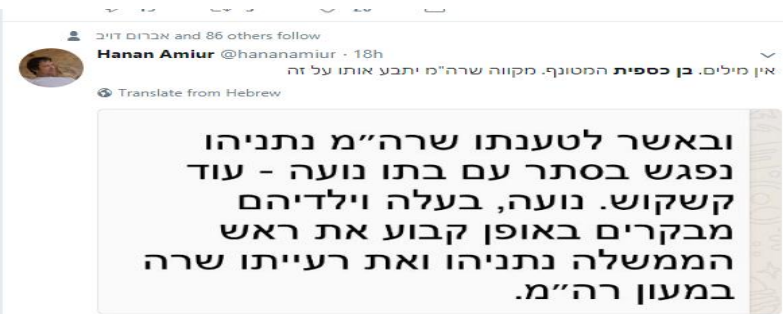 אברום דויב and 86 others follow
Hanan Amiur @hananamiur · 18h
אין מילים. בן כספית המטונף. מקווה שרה"מ יתבע אותו על זה
Translate from Hebrew
ובאשר לטענתו שרה״מ נתניהו
נפגש בסתר עם בתו נועה - עוד
קשקוש. נועה, בעלה וילדיהם
מבקרים באופן קבוע את ראש
הממשלה נתניהו ואת רעייתו שרה
במעון רה״מ.